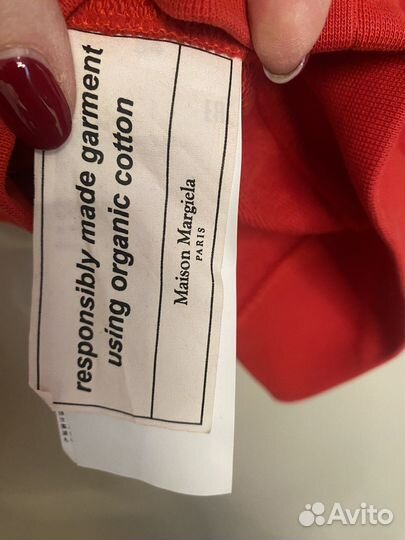 responsibly made garment
using organic cotton
Maison Margiela
PARIS
Avito